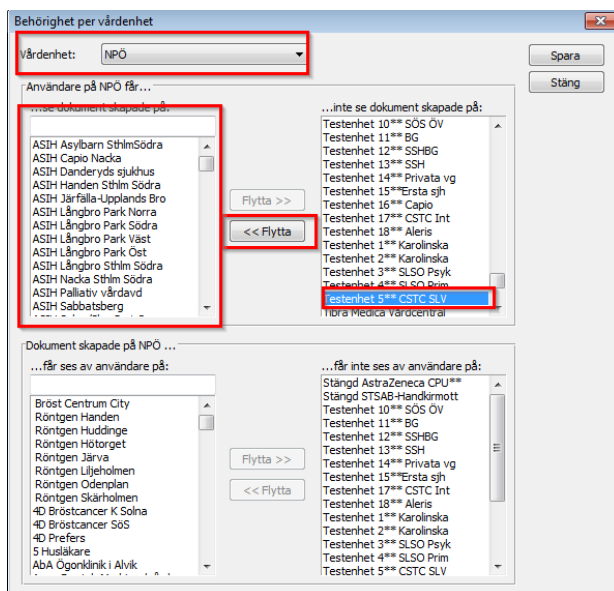 Behörighet per vårdenhet
Vårdenhet: NPÖ
Spara
Stäng
Användare på NPÖ får...
...se dokument skapade på:
ASIH Asylbarn SthlmSödra
ASIH Capio Nacka
ASIH Danderyds sjukhus
ASIH Handen Sthlm Södra
ASIH Järfälla-Upplands Bro
ASIH Långbro Park Norra
ASIH Långbro Park Södra
ASIH Långbro Park Väst
ASIH Långbro Park Öst
ASIH Långbro Sthlm Södra
ASIH Nacka Sthlm Södra
ASIH Palliativ vårdavd
ASIH Sabbatsberg
Flytta >>
<< Flytta
...inte se dokument skapade på:
Testenhet 10** SÖS ÖV
Testenhet 11** BG
Testenhet 12** SSHBG
Testenhet 13** SSH
Testenhet 14** Privata vg
Testenhet 15**Ersta sjh
Testenhet 16** Capio
Testenhet 17** CSTC Int
Testenhet 18** Aleris
Testenhet 1** Karolinska
Testenhet 2** Karolinska
Testenhet 3** SLSO Psyk
Testenhet 4** SLSO Prim
Testenhet 5** CSTC SLV
Tibra Medica Vårdcentral
Dokument skapade på NPÖ ...
...får ses av användare på:
Bröst Centrum City
Röntgen Handen
Röntgen Huddinge
Röntgen Hötorget
Röntgen Järva
Röntgen Liljeholmen
Röntgen Odenplan
Röntgen Skärholmen
4D Bröstcancer K Solna
4D Bröstcancer SöS
4D Prefers
5 Husläkare
AbA Ögonklinik i Alvik
Flytta >>
<< Flytta
...får inte ses av användare på:
Stängd AstraZeneca CPU**
Stängd STSAB-Handkirmott
Testenhet 10** SÖS ÖV
Testenhet 11** BG
Testenhet 12** SSHBG
Testenhet 13** SSH
Testenhet 14** Privata vg
Testenhet 15**Ersta sjh
Testenhet 17** CSTC Int
Testenhet 18** Aleris
Testenhet 1** Karolinska
Testenhet 2** Karolinska
Testenhet 3** SLSO Psyk
Testenhet 4** SLSO Prim
Testenhet 5** CSTC SLV